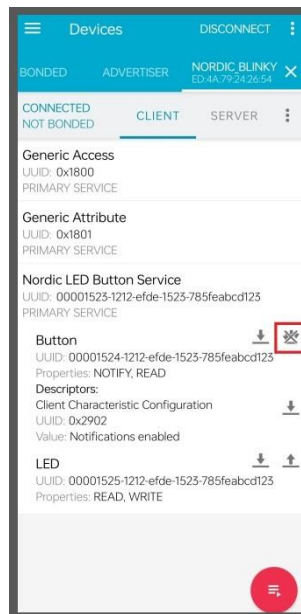 Devices DISCONNECT
BONDED ADVERTISER NORDIC_BLINKY
ED:4A:79:24:26:54
CONNECTED
NOT BONDED CLIENT SERVER
Generic Access
UUID: 0x1800
PRIMARY SERVICE
Generic Attribute
UUID: 0x1801
PRIMARY SERVICE
Nordic LED Button Service
UUID: 00001523-1212-efde-1523-785feabcd123
PRIMARY SERVICE
Button
UUID: 00001524-1212-efde-1523-785feabcd123
Properties: NOTIFY, READ
Descriptors:
Client Characteristic Configuration
UUID: 0x2902
Value: Notifications enabled
LED
UUID: 00001525-1212-efde-1523-785feabcd123
Properties: READ, WRITE